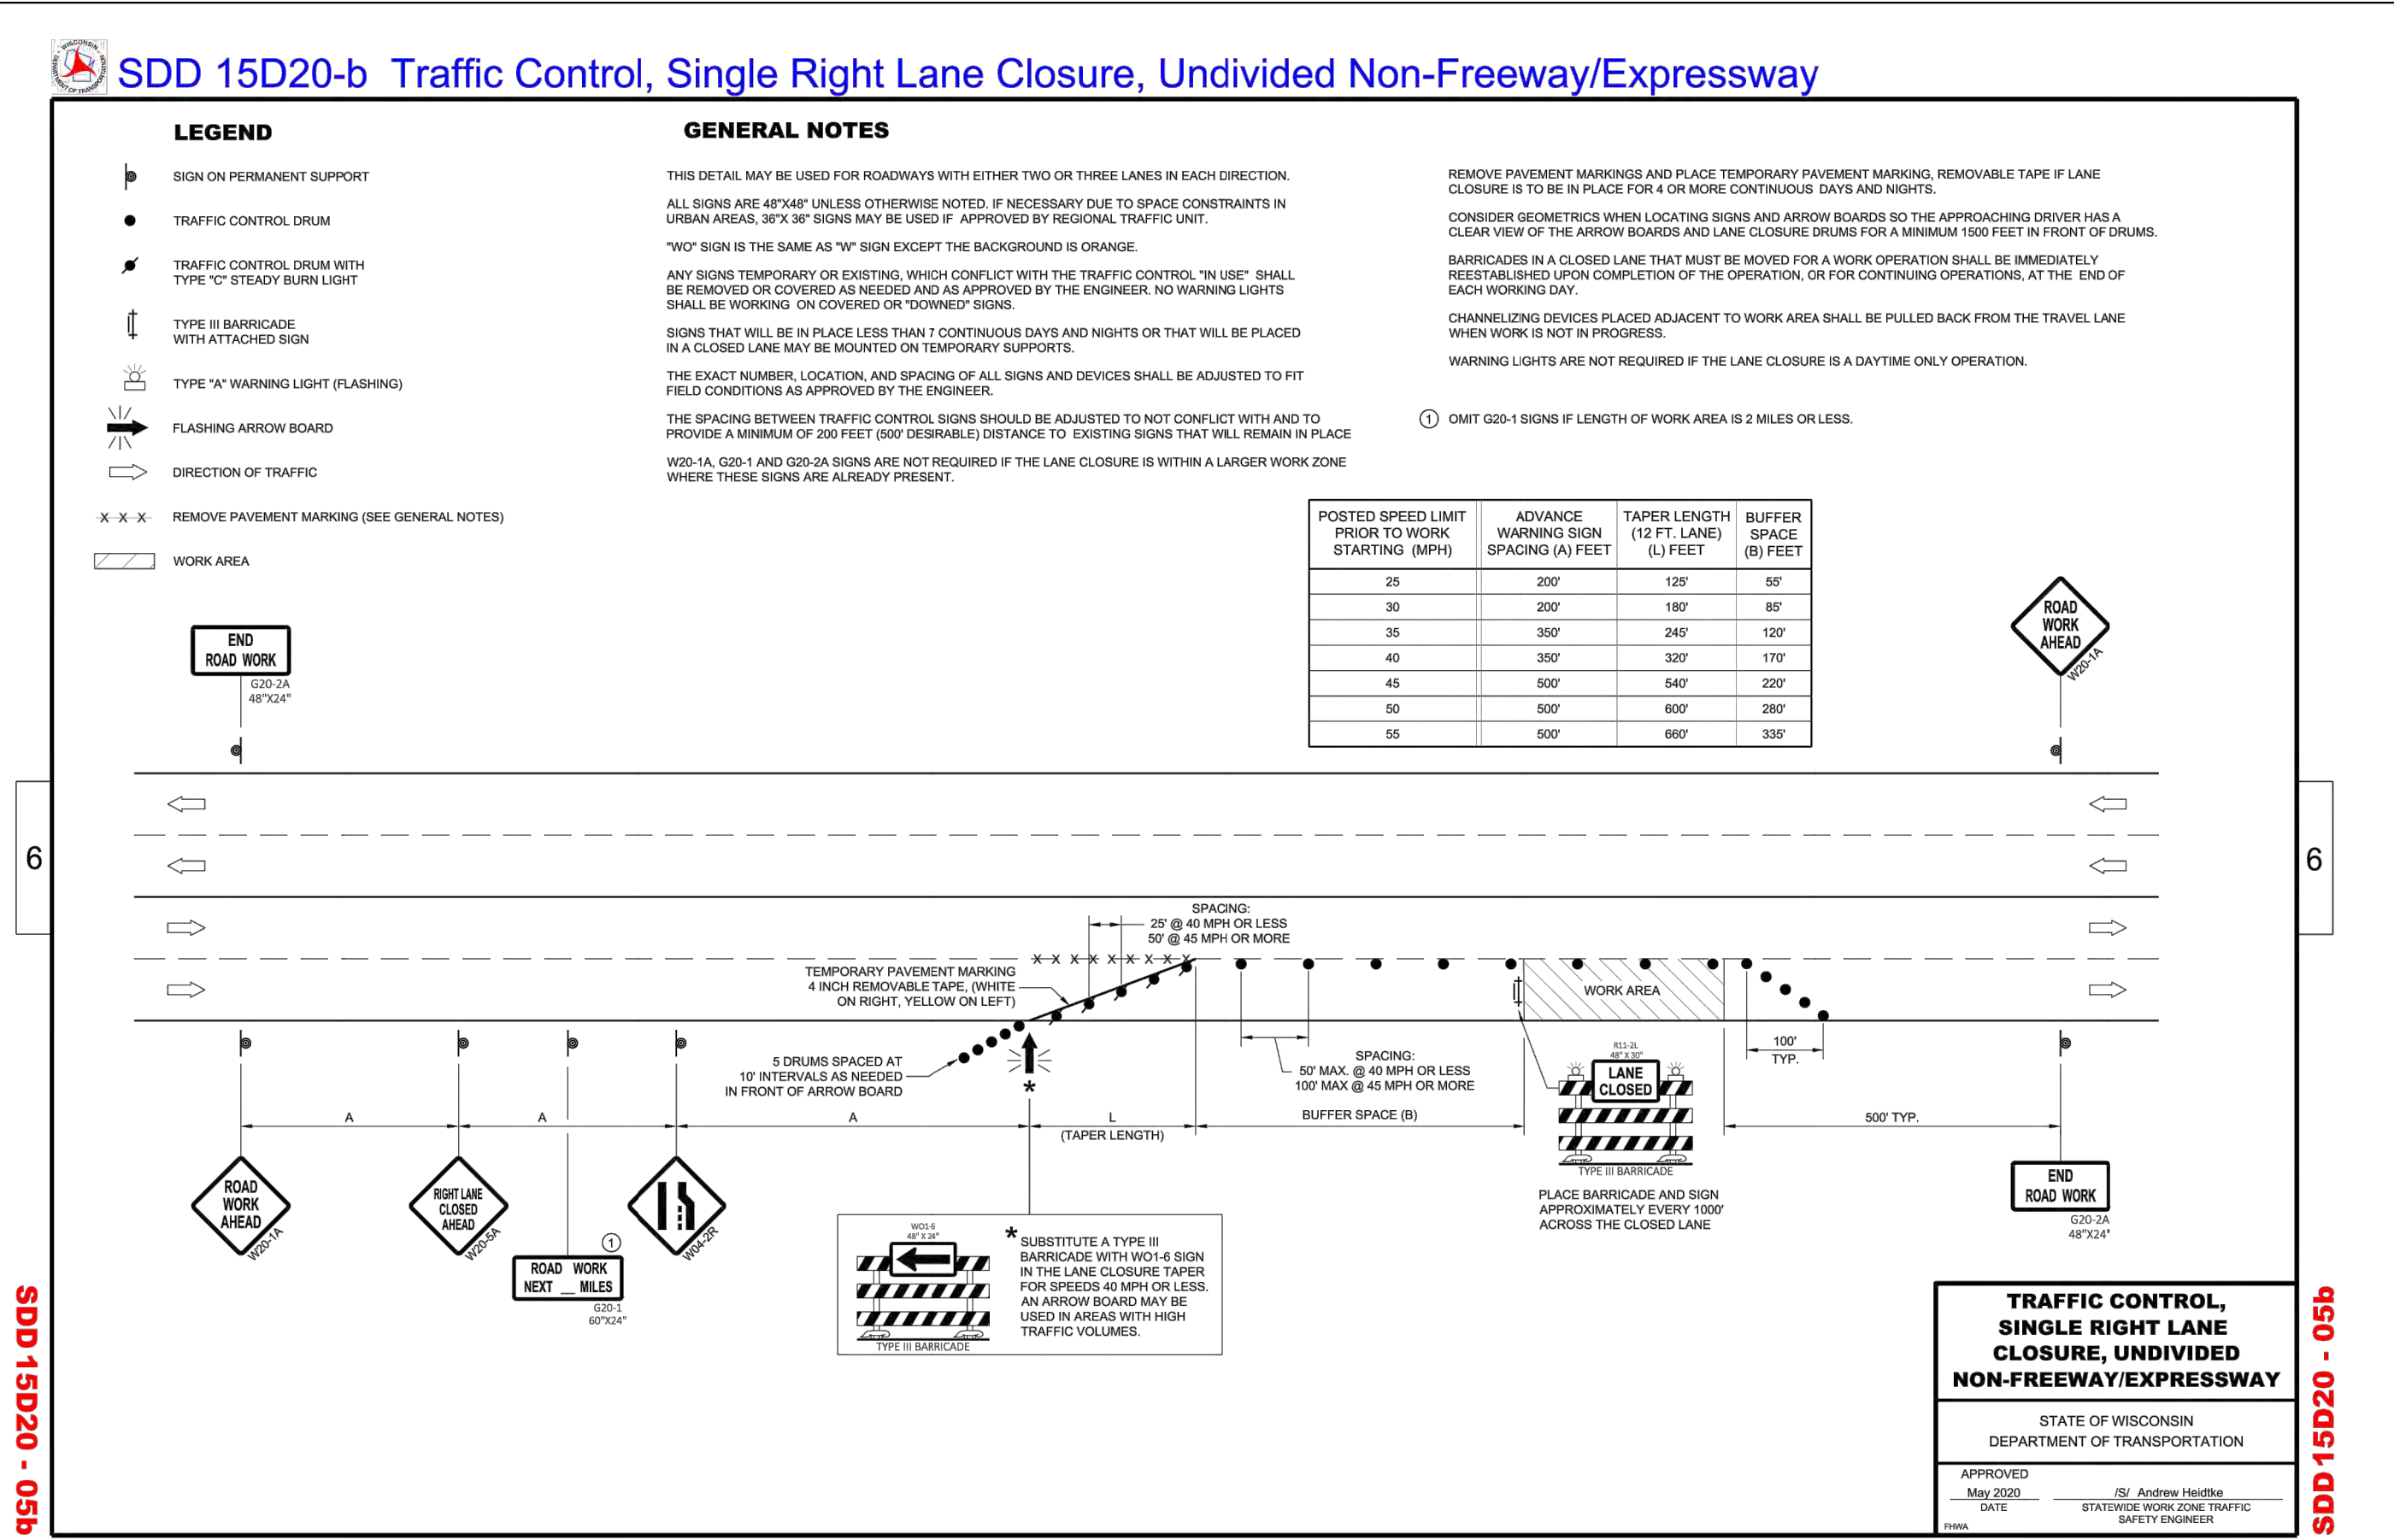 SDD 15D20-b Traffic Control, Single Right Lane Closure, Undivided Non-Freeway/Expressway
LEGEND
SIGN ON PERMANENT SUPPORT
TRAFFIC CONTROL DRUM
TRAFFIC CONTROL DRUM WITH
TYPE "C" STEADY BURN LIGHT
TYPE III BARRICADE
WITH ATTACHED SIGN
TYPE "A" WARNING LIGHT (FLASHING)
FLASHING ARROW BOARD
DIRECTION OF TRAFFIC
X X X REMOVE PAVEMENT MARKING (SEE GENERAL NOTES)
WORK AREA
GENERAL NOTES
THIS DETAIL MAY BE USED FOR ROADWAYS WITH EITHER TWO OR THREE LANES IN EACH DIRECTION.
ALL SIGNS ARE 48"X48" UNLESS OTHERWISE NOTED. IF NECESSARY DUE TO SPACE CONSTRAINTS IN
URBAN AREAS, 36"X 36" SIGNS MAY BE USED IF APPROVED BY REGIONAL TRAFFIC UNIT.
"WO" SIGN IS THE SAME AS "W" SIGN EXCEPT THE BACKGROUND IS ORANGE.
ANY SIGNS TEMPORARY OR EXISTING, WHICH CONFLICT WITH THE TRAFFIC CONTROL "IN USE" SHALL
BE REMOVED OR COVERED AS NEEDED AND AS APPROVED BY THE ENGINEER. NO WARNING LIGHTS
SHALL BE WORKING ON COVERED OR "DOWNED" SIGNS.
SIGNS THAT WILL BE IN PLACE LESS THAN 7 CONTINUOUS DAYS AND NIGHTS OR THAT WILL BE PLACED
IN A CLOSED LANE MAY BE MOUNTED ON TEMPORARY SUPPORTS.
THE EXACT NUMBER, LOCATION, AND SPACING OF ALL SIGNS AND DEVICES SHALL BE ADJUSTED TO FIT
FIELD CONDITIONS AS APPROVED BY THE ENGINEER.
THE SPACING BETWEEN TRAFFIC CONTROL SIGNS SHOULD BE ADJUSTED TO NOT CONFLICT WITH AND TO
PROVIDE A MINIMUM OF 200 FEET (500' DESIRABLE) DISTANCE TO EXISTING SIGNS THAT WILL REMAIN IN PLACE
W20-1A, G20-1 AND G20-2A SIGNS ARE NOT REQUIRED IF THE LANE CLOSURE IS WITHIN A LARGER WORK ZONE
WHERE THESE SIGNS ARE ALREADY PRESENT.
REMOVE PAVEMENT MARKINGS AND PLACE TEMPORARY PAVEMENT MARKING, REMOVABLE TAPE IF LANE
CLOSURE IS TO BE IN PLACE FOR 4 OR MORE CONTINUOUS DAYS AND NIGHTS.
CONSIDER GEOMETRICS WHEN LOCATING SIGNS AND ARROW BOARDS SO THE APPROACHING DRIVER HAS A
CLEAR VIEW OF THE ARROW BOARDS AND LANE CLOSURE DRUMS FOR A MINIMUM 1500 FEET IN FRONT OF DRUMS.
BARRICADES IN A CLOSED LANE THAT MUST BE MOVED FOR A WORK OPERATION SHALL BE IMMEDIATELY
REESTABLISHED UPON COMPLETION OF THE OPERATION, OR FOR CONTINUING OPERATIONS, AT THE END OF
EACH WORKING DAY.
CHANNELIZING DEVICES PLACED ADJACENT TO WORK AREA SHALL BE PULLED BACK FROM THE TRAVEL LANE
WHEN WORK IS NOT IN PROGRESS.
WARNING LIGHTS ARE NOT REQUIRED IF THE LANE CLOSURE IS A DAYTIME ONLY OPERATION.
1 OMIT G20-1 SIGNS IF LENGTH OF WORK AREA IS 2 MILES OR LESS.
POSTED SPEED LIMIT PRIOR TO WORK STARTING (MPH) ADVANCE WARNING SIGN SPACING (A) FEET TAPER LENGTH (12 FT. LANE) (L) FEET BUFFER SPACE (B) FEET
25 200' 125' 55'
30 200' 180' 85'
35 350' 245' 120'
40 350' 320' 170'
45 500' 540' 220'
50 500' 600' 280'
55 500' 660' 335'
END
ROAD WORK
G20-2A
48"X24"
ROAD
WORK
AHEAD
W20-1A
6
6
SPACING:
25' @ 40 MPH OR LESS
50' @ 45 MPH OR MORE
X X X X X X X X X
TEMPORARY PAVEMENT MARKING
4 INCH REMOVABLE TAPE, (WHITE
ON RIGHT, YELLOW ON LEFT)
WORK AREA
5 DRUMS SPACED AT
10' INTERVALS AS NEEDED
IN FRONT OF ARROW BOARD
*
SPACING:
50' MAX. @ 40 MPH OR LESS
100' MAX @ 45 MPH OR MORE
100'
TYP.
A
A
A
L
(TAPER LENGTH)
BUFFER SPACE (B)
500' TYP.
R11-2L
48" X 30"
LANE
CLOSED
TYPE III BARRICADE
PLACE BARRICADE AND SIGN
APPROXIMATELY EVERY 1000'
ACROSS THE CLOSED LANE
ROAD
WORK
AHEAD
W20-1A
RIGHT LANE
CLOSED
AHEAD
W20-5A
1
ROAD WORK
NEXT __ MILES
G20-1
60"X24"
W04-2R
WO1-6
48" X 24"
TYPE III BARRICADE
* SUBSTITUTE A TYPE III
BARRICADE WITH WO1-6 SIGN
IN THE LANE CLOSURE TAPER
FOR SPEEDS 40 MPH OR LESS.
AN ARROW BOARD MAY BE
USED IN AREAS WITH HIGH
TRAFFIC VOLUMES.
END
ROAD WORK
G20-2A
48"X24"
SDD 15D20 - 05b
SDD 15D20 - 05b
TRAFFIC CONTROL,
SINGLE RIGHT LANE
CLOSURE, UNDIVIDED
NON-FREEWAY/EXPRESSWAY
STATE OF WISCONSIN
DEPARTMENT OF TRANSPORTATION
APPROVED
May 2020 /S/ Andrew Heidtke
DATE STATEWIDE WORK ZONE TRAFFIC
SAFETY ENGINEER
FHWA